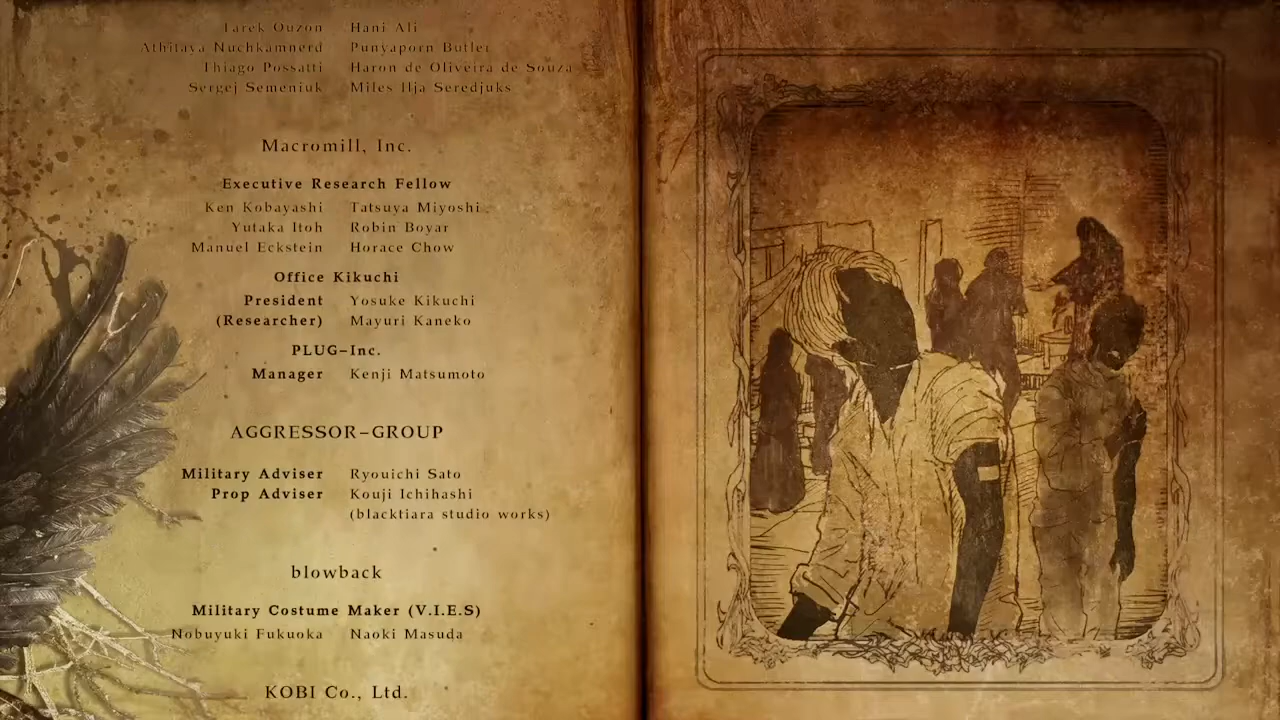 Tarek Ouzon Hani Ali
Athitaya Nuchkamnerd Punyaporn Butler
Thiago Possatti Haron de Oliveira de Souza
Sergej Semeniuk Miles Ilja Seredjuks
Macromill, Inc.
Executive Research Fellow
Ken Kobayashi Tatsuya Miyoshi
Yutaka Itoh Robin Boyar
Manuel Eckstein Horace Chow
Office Kikuchi
President Yosuke Kikuchi
(Researcher) Mayuri Kaneko
PLUG-Inc.
Manager Kenji Matsumoto
AGGRESSOR-GROUP
Military Adviser Ryouichi Sato
Prop Adviser Kouji Ichihashi
(blacktiara studio works)
blowback
Military Costume Maker (V.I.E.S)
Nobuyuki Fukuoka Naoki Masuda
KOBI Co., Ltd.